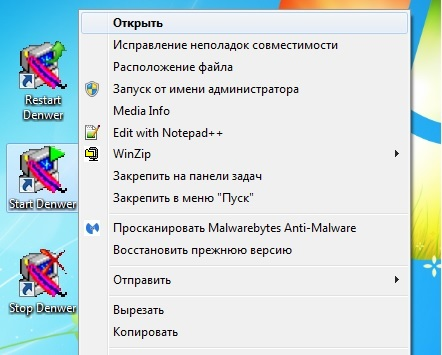 Restart
Denwer
Start Denwer
Stop Denwer
Открыть
Исправление неполадок совместимости
Расположение файла
Запуск от имени администратора
Media Info
Edit with Notepad++
WinZip
Закрепить на панели задач
Закрепить в меню "Пуск"
Просканировать Malwarebytes Anti-Malware
Восстановить прежнюю версию
Отправить
Вырезать
Копировать